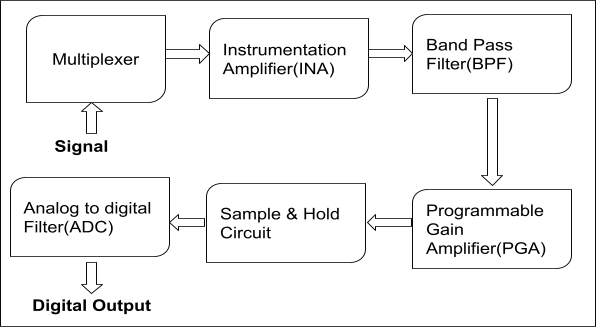 Multiplexer
Instrumentation
Amplifier(INA)
Band Pass
Filter(BPF)
Signal
Programmable
Gain
Amplifier(PGA)
Sample & Hold
Circuit
Analog to digital
Filter(ADC)
Digital Output